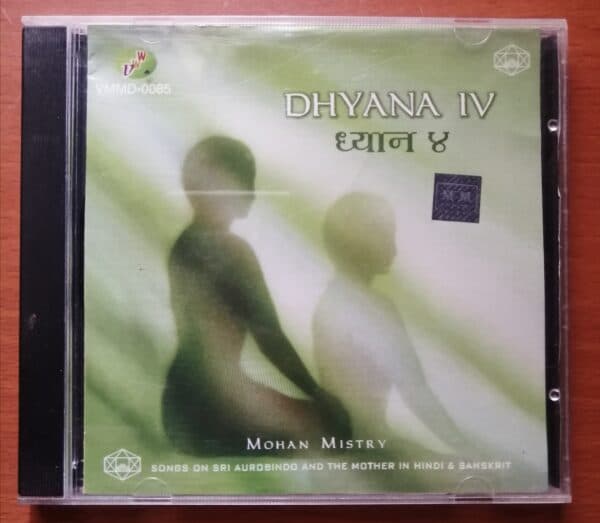 VMMD-0085
DHYANA IV
ध्यान ४
MOHAN MISTRY
SONGS ON SRI AUROBINDO AND THE MOTHER IN HINDI & SANSKRIT